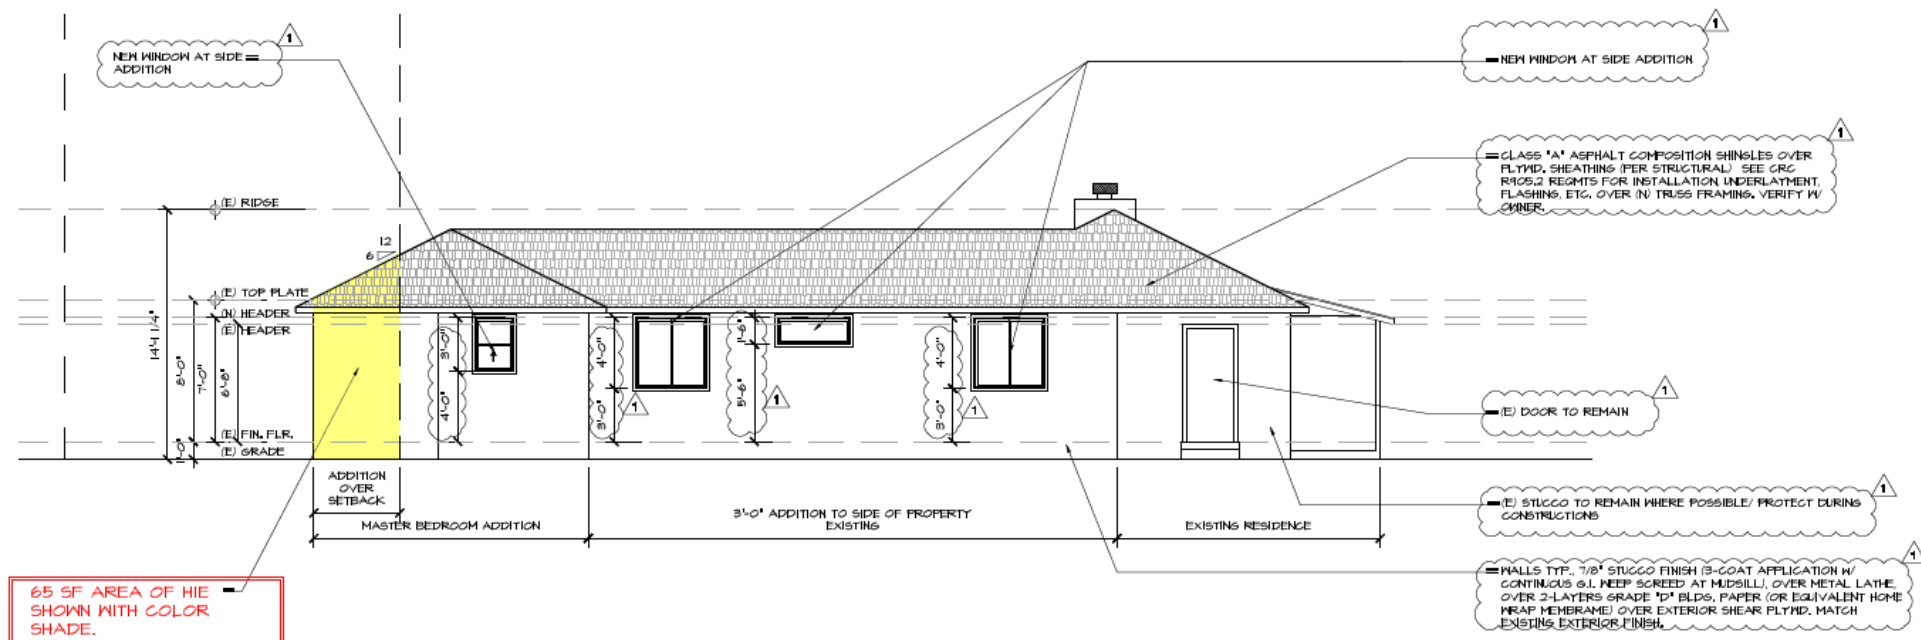 1
NEW WINDOW AT SIDE
ADDITION
1
NEW WINDOW AT SIDE ADDITION
1
CLASS "A" ASPHALT COMPOSITION SHINGLES OVER
PLYWD. SHEATHING (PER STRUCTURAL) SEE CRC
R905.2 REQMTS FOR INSTALLATION, UNDERLAYMENT,
FLASHING, ETC. OVER (N) TRUSS FRAMING. VERIFY W/
OWNER.
(E) RIDGE
12
6
(E) TOP PLATE
(N) HEADER
(E) HEADER
14'-1 1/4"
8'-0"
7'-0"
6'-8"
1'-0"
(E) FIN. FLR.
(E) GRADE
3'-0"
4'-0"
4'-0"
3'-0"
1
1'-6"
5'-6"
1
4'-0"
3'-0"
1
1
(E) DOOR TO REMAIN
ADDITION
OVER
SETBACK
MASTER BEDROOM ADDITION
3'-0" ADDITION TO SIDE OF PROPERTY
EXISTING
EXISTING RESIDENCE
1
(E) STUCCO TO REMAIN WHERE POSSIBLE/ PROTECT DURING
CONSTRUCTIONS
1
WALLS TYP., 7/8" STUCCO FINISH (3-COAT APPLICATION W/
CONTINUOUS G.I. WEEP SCREED AT MUDSILL), OVER METAL LATHE,
OVER 2-LAYERS GRADE "D" BLDG. PAPER (OR EQUIVALENT HOME
WRAP MEMBRAME) OVER EXTERIOR SHEAR PLYWD. MATCH
EXISTING EXTERIOR FINISH.
65 SF AREA OF HIE
SHOWN WITH COLOR
SHADE.